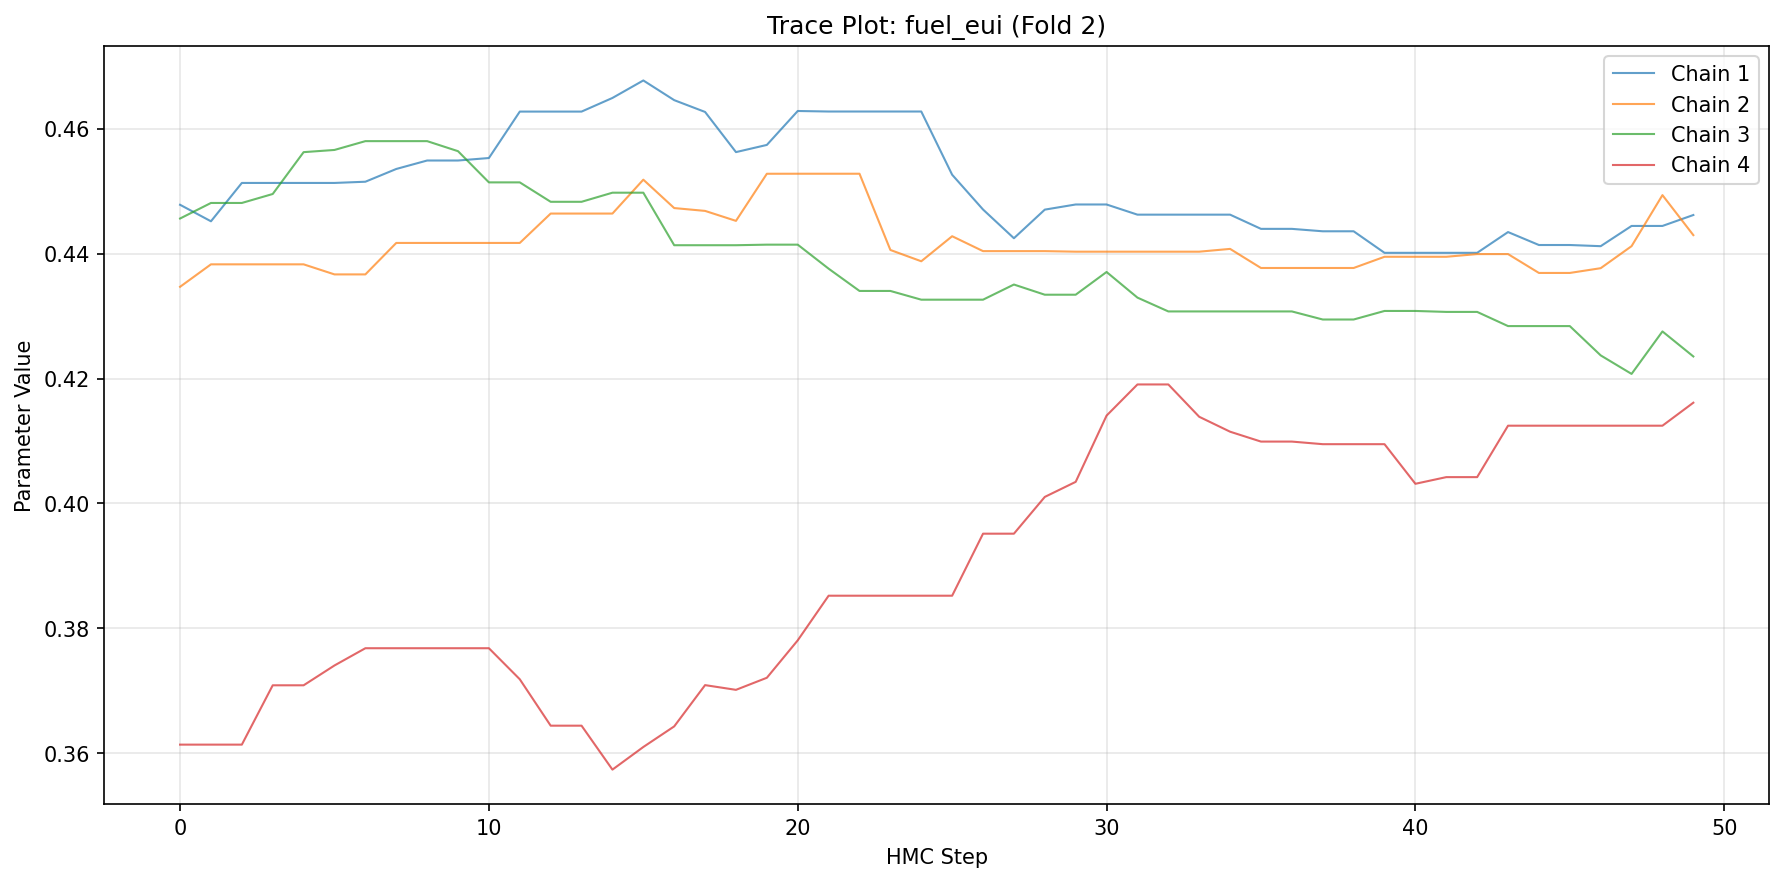 Trace Plot: fuel_eui (Fold 2)
Chain 1
Chain 2
Chain 3
Chain 4
Parameter Value
0.46
0.44
0.42
0.40
0.38
0.36
0 10 20 30 40 50
HMC Step